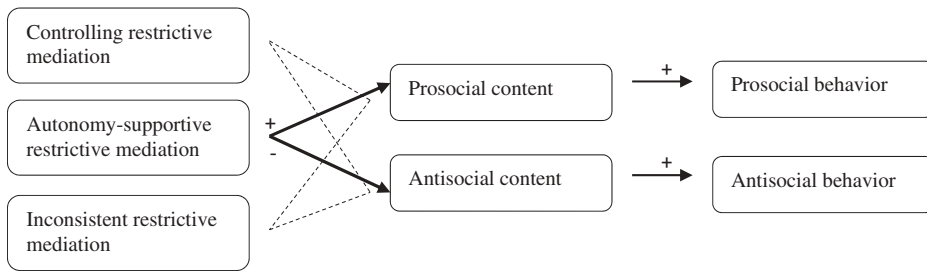 Controlling restrictive
mediation
Autonomy-supportive
restrictive mediation
Inconsistent restrictive
mediation
+
-
Prosocial content
Antisocial content
+
+
Prosocial behavior
Antisocial behavior